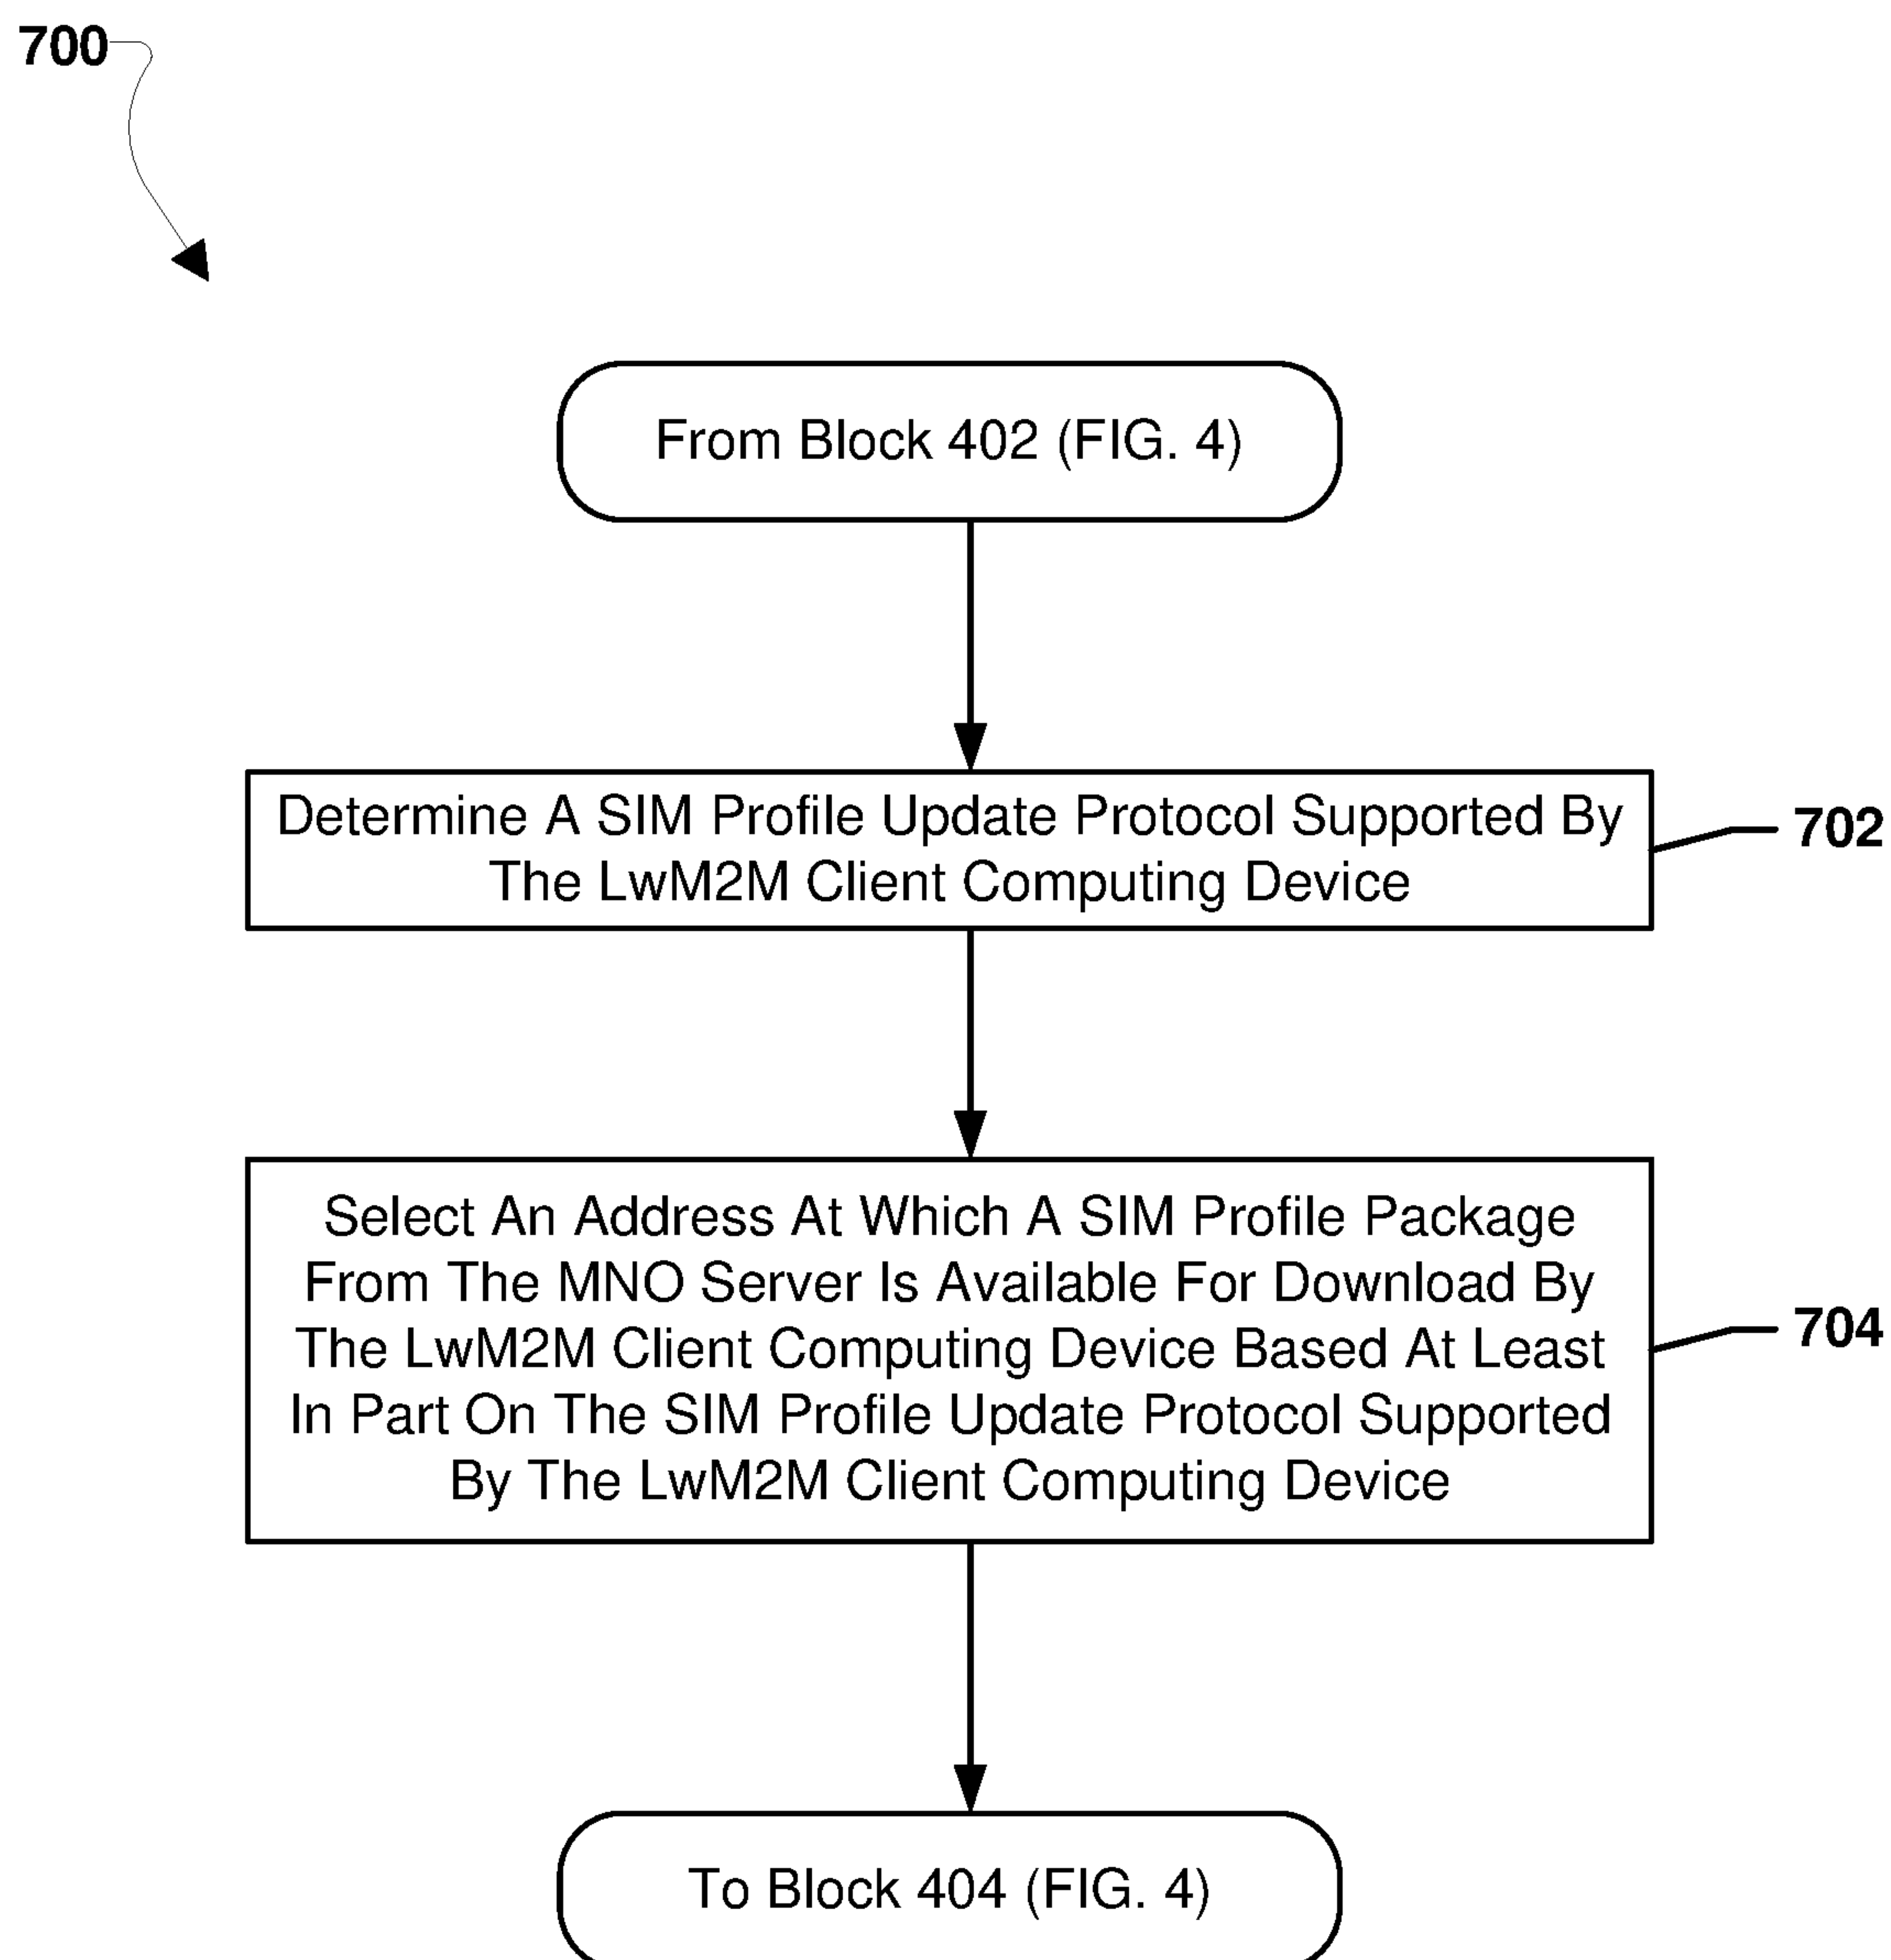 700
From Block 402 (FIG. 4)
Determine A SIM Profile Update Protocol Supported By
The LwM2M Client Computing Device
702
Select An Address At Which A SIM Profile Package
From The MNO Server Is Available For Download By
The LwM2M Client Computing Device Based At Least
In Part On The SIM Profile Update Protocol Supported
By The LwM2M Client Computing Device
704
To Block 404 (FIG. 4)